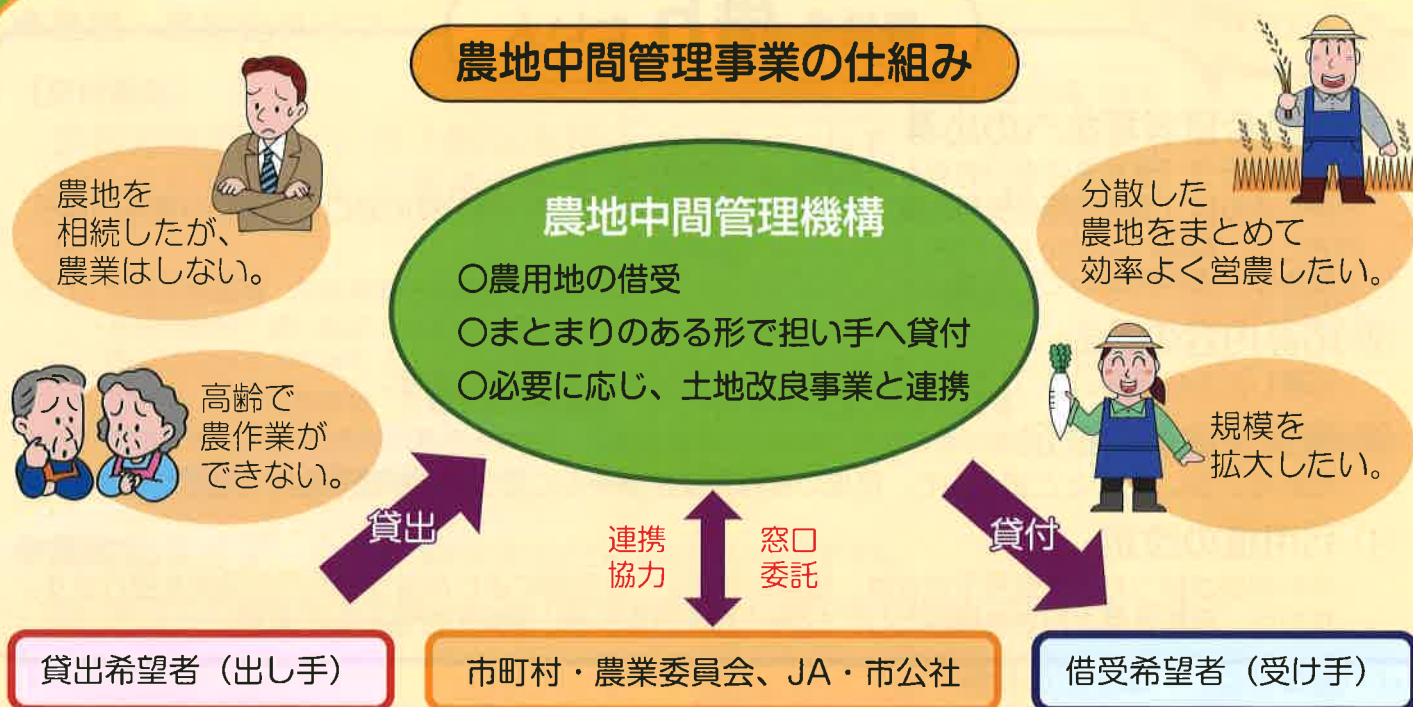 農地中間管理事業の仕組み
農地を
相続したが、
農業はしない。
高齢で
農作業が
できない。
農地中間管理機構
○農用地の借受
○まとまりのある形で担い手へ貸付
○必要に応じ、土地改良事業と連携
分散した
農地をまとめて
効率よく営農したい。
規模を
拡大したい。
貸出
連携
協力
窓口
委託
貸付
貸出希望者（出し手）
市町村・農業委員会、JA・市公社
借受希望者（受け手）